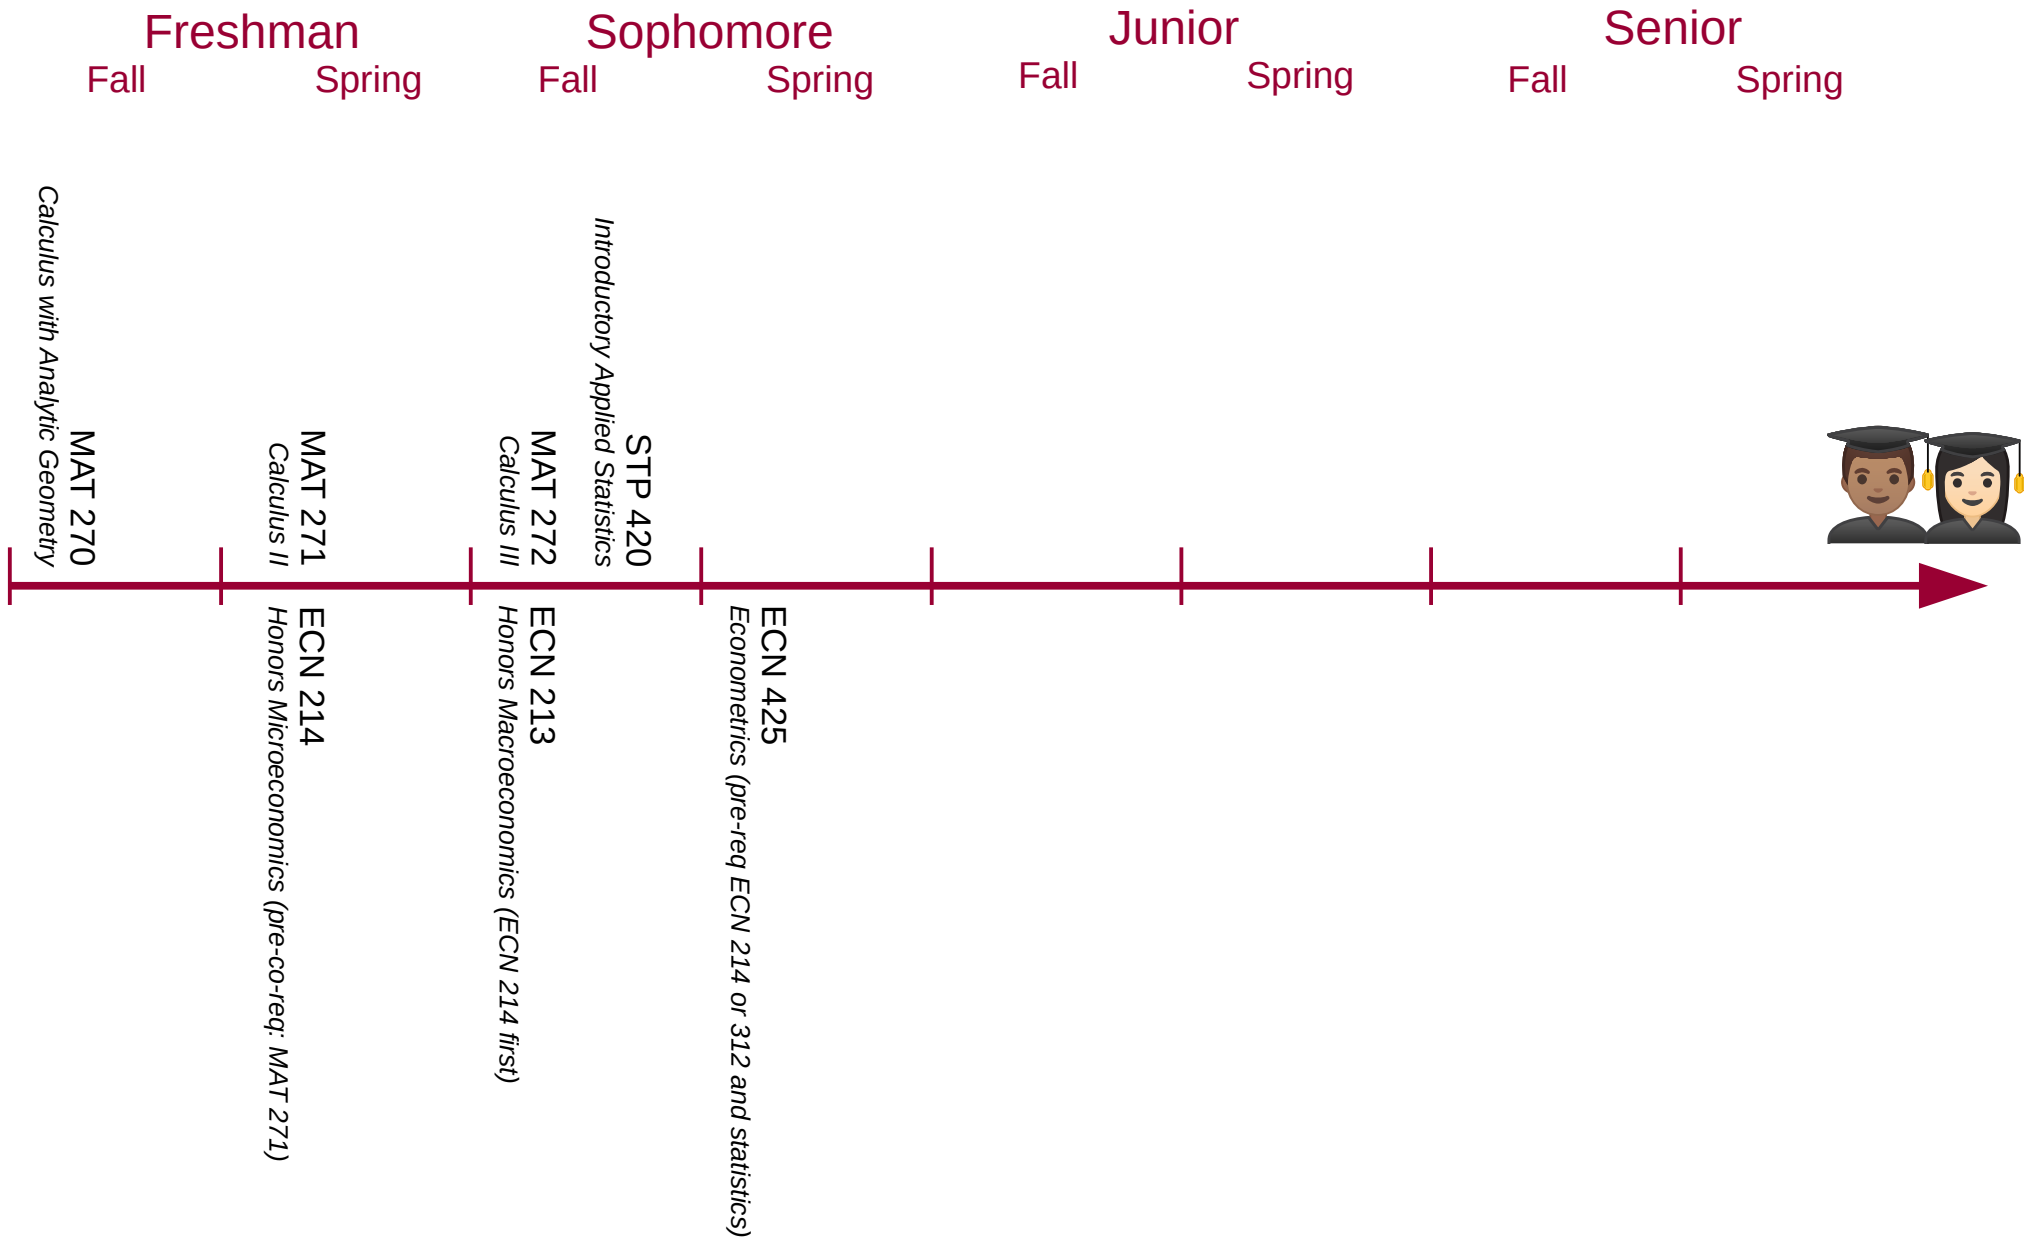 Freshman
Sophomore
Junior
Senior
Fall
Spring
Fall
Spring
Fall
Spring
Fall
Spring
MAT 270
Calculus with Analytic Geometry
MAT 271
Calculus II
MAT 272
Calculus III
STP 420
Introductory Applied Statistics
ECN 214
Honors Microeconomics (pre-co-req: MAT 271)
ECN 213
Honors Macroeconomics (ECN 214 first)
ECN 425
Econometrics (pre-req ECN 214 or 312 and statistics)